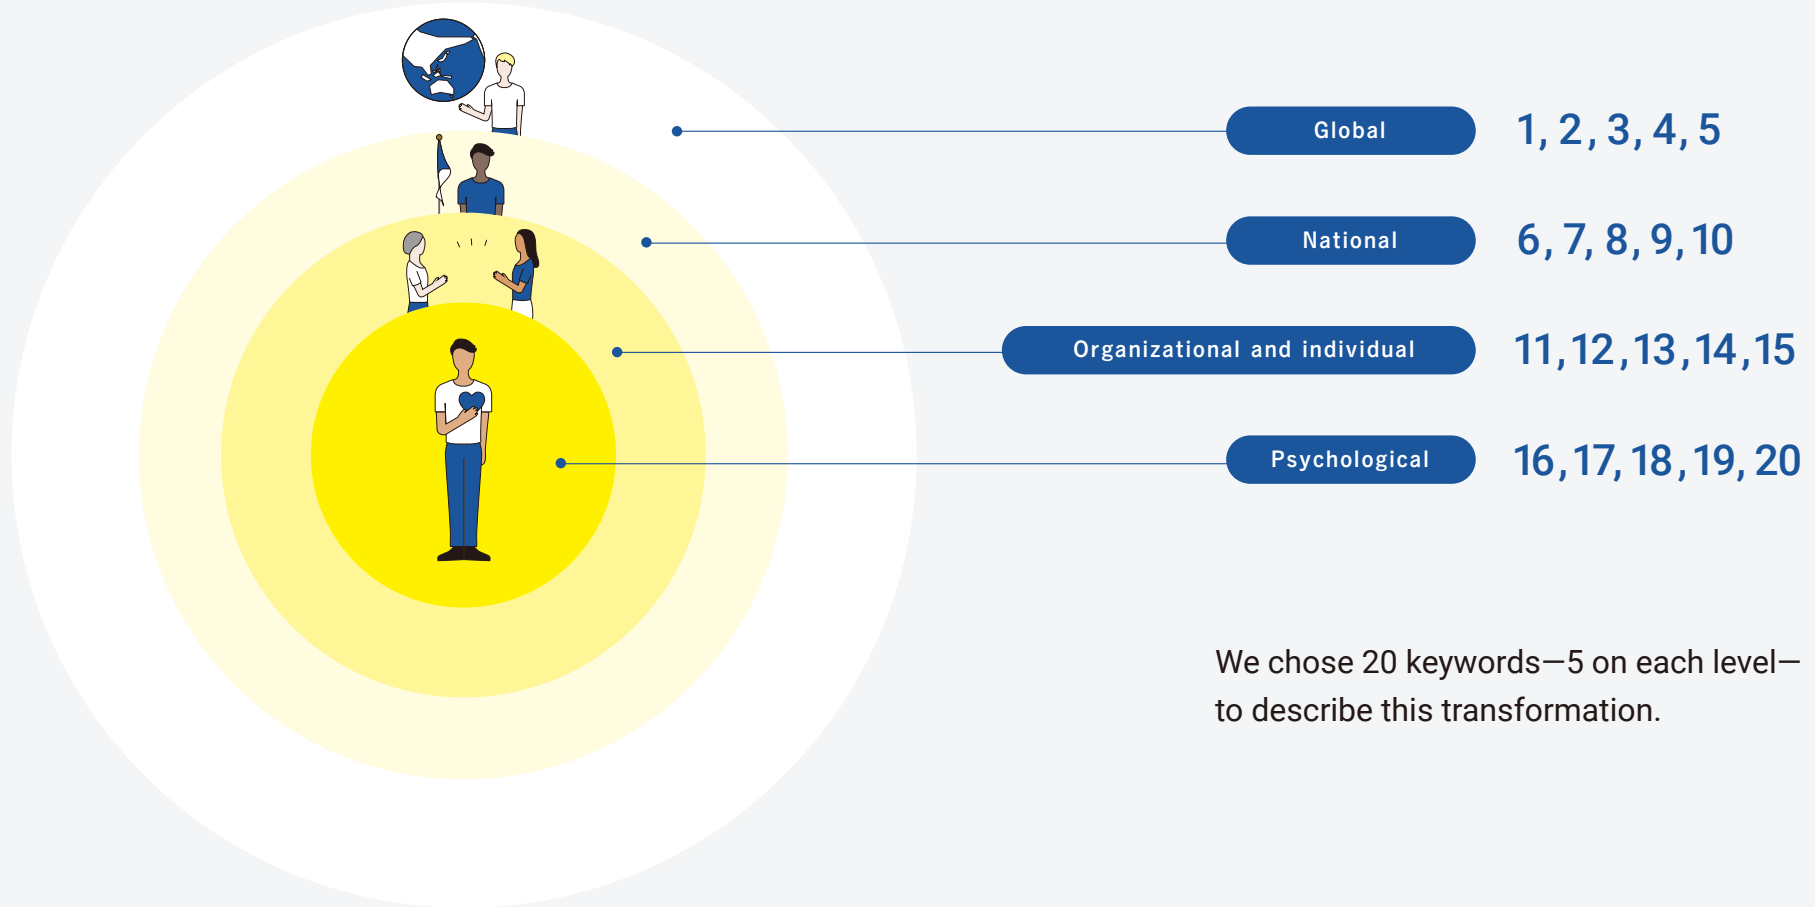 Global 1, 2, 3, 4, 5
National 6, 7, 8, 9, 10
Organizational and individual 11, 12, 13, 14, 15
Psychological 16, 17, 18, 19, 20
We chose 20 keywords—5 on each level—
to describe this transformation.